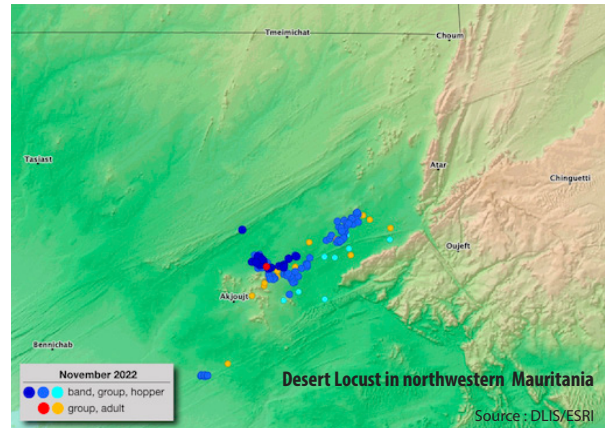 Tmeimichat
Choum
Tasiast
Atar
Chinguetti
Oujeft
Akjoujt
Bennichab
November 2022
band, group, hopper
group, adult
Desert Locust in northwestern Mauritania
Source : DLIS/ESRI